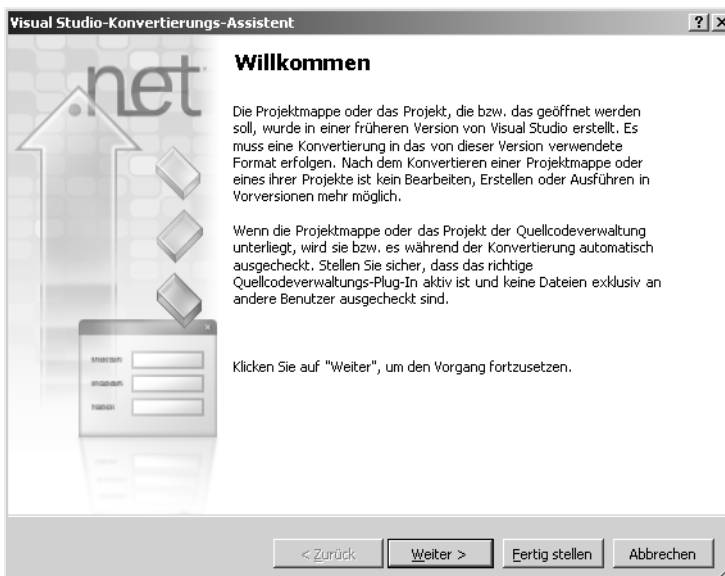 Visual Studio-Konvertierungs-Assistent
.net
Willkommen
Die Projektmappe oder das Projekt, die bzw. das geöffnet werden
soll, wurde in einer früheren Version von Visual Studio erstellt. Es
muss eine Konvertierung in das von dieser Version verwendete
Format erfolgen. Nach dem Konvertieren einer Projektmappe oder
eines ihrer Projekte ist kein Bearbeiten, Erstellen oder Ausführen in
Vorversionen mehr möglich.
Wenn die Projektmappe oder das Projekt der Quellcodeverwaltung
unterliegt, wird sie bzw. es während der Konvertierung automatisch
ausgecheckt. Stellen Sie sicher, dass das richtige
Quellcodeverwaltungs-Plug-In aktiv ist und keine Dateien exklusiv an
andere Benutzer ausgecheckt sind.
Klicken Sie auf "Weiter", um den Vorgang fortzusetzen.
< Zurück
Weiter >
Fertig stellen
Abbrechen